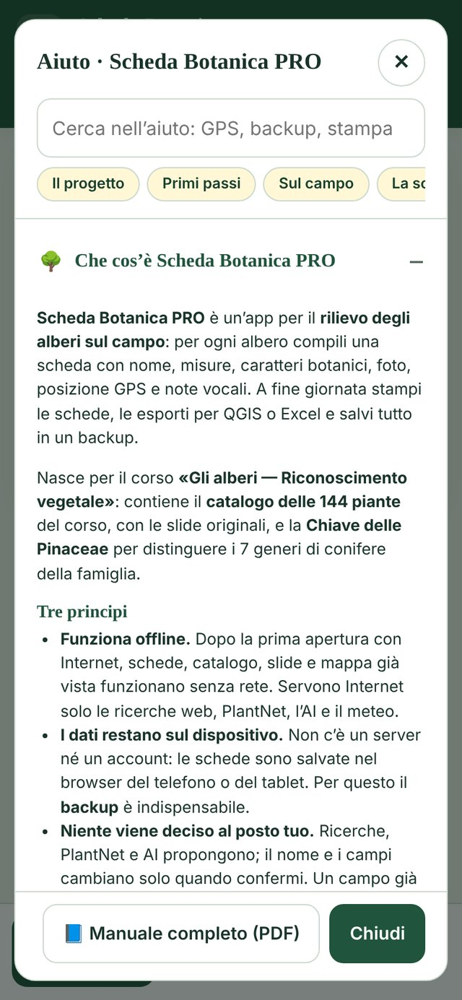 Aiuto · Scheda Botanica PRO
✕
Cerca nell’aiuto: GPS, backup, stampa
Il progetto
Primi passi
Sul campo
Che cos’è Scheda Botanica PRO
Scheda Botanica PRO è un’app per il rilievo degli
alberi sul campo: per ogni albero compili una
scheda con nome, misure, caratteri botanici, foto,
posizione GPS e note vocali. A fine giornata stampi
le schede, le esporti per QGIS o Excel e salvi tutto
in un backup.
Nasce per il corso «Gli alberi — Riconoscimento
vegetale»: contiene il catalogo delle 144 piante
del corso, con le slide originali, e la Chiave delle
Pinaceae per distinguere i 7 generi di conifere
della famiglia.
Tre principi
• Funziona offline. Dopo la prima apertura con
Internet, schede, catalogo, slide e mappa già
vista funzionano senza rete. Servono Internet
solo le ricerche web, PlantNet, l’AI e il meteo.
• I dati restano sul dispositivo. Non c’è un server
né un account: le schede sono salvate nel
browser del telefono o del tablet. Per questo il
backup è indispensabile.
• Niente viene deciso al posto tuo. Ricerche,
PlantNet e AI propongono; il nome e i campi
cambiano solo quando confermi. Un campo già
Manuale completo (PDF)
Chiudi